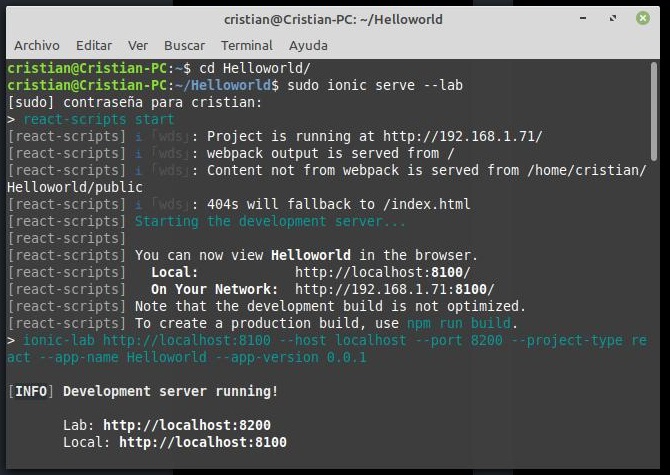 cristian@Cristian-PC: ~/Helloworld
Archivo Editar Ver Buscar Terminal Ayuda
cristian@Cristian-PC:~$ cd Helloworld/
cristian@Cristian-PC:~/Helloworld$ sudo ionic serve --lab
[sudo] contraseña para cristian:
> react-scripts start
[react-scripts] i ｢wds｣: Project is running at http://192.168.1.71/
[react-scripts] i ｢wds｣: webpack output is served from /
[react-scripts] i ｢wds｣: Content not from webpack is served from /home/cristian/
Helloworld/public
[react-scripts] i ｢wds｣: 404s will fallback to /index.html
[react-scripts] Starting the development server...
[react-scripts]
[react-scripts] You can now view Helloworld in the browser.
[react-scripts]   Local:            http://localhost:8100/
[react-scripts]   On Your Network:  http://192.168.1.71:8100/
[react-scripts] Note that the development build is not optimized.
[react-scripts] To create a production build, use npm run build.
> ionic-lab http://localhost:8100 --host localhost --port 8200 --project-type re
act --app-name Helloworld --app-version 0.0.1
[INFO] Development server running!
Lab: http://localhost:8200
Local: http://localhost:8100